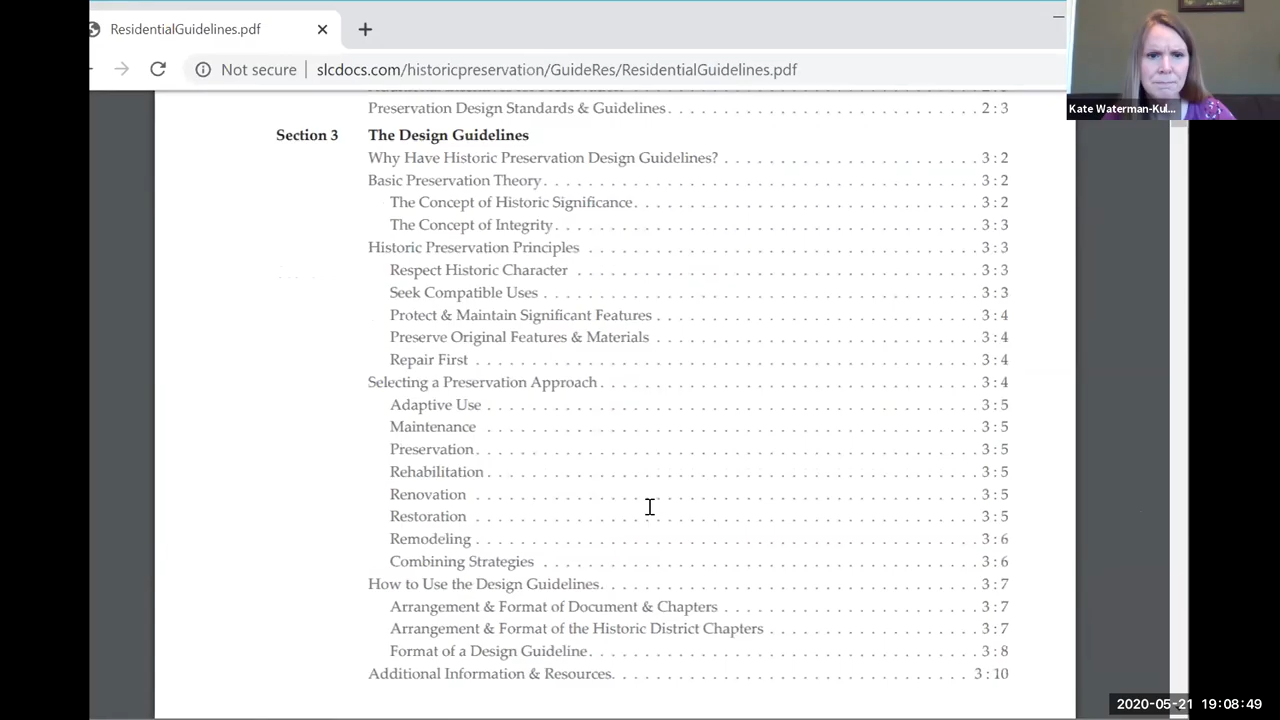 ResidentialGuidelines.pdf
Not secure slcdocs.com/historicpreservation/GuideRes/ResidentialGuidelines.pdf
Kate Waterman-Kul...
Preservation Design Standards & Guidelines. 2 : 3
Section 3 The Design Guidelines
Why Have Historic Preservation Design Guidelines? 3 : 2
Basic Preservation Theory. 3 : 2
The Concept of Historic Significance. 3 : 2
The Concept of Integrity. 3 : 3
Historic Preservation Principles 3 : 3
Respect Historic Character 3 : 3
Seek Compatible Uses 3 : 3
Protect & Maintain Significant Features 3 : 4
Preserve Original Features & Materials 3 : 4
Repair First 3 : 4
Selecting a Preservation Approach. 3 : 4
Adaptive Use 3 : 5
Maintenance 3 : 5
Preservation. 3 : 5
Rehabilitation. 3 : 5
Renovation 3 : 5
Restoration 3 : 5
Remodeling 3 : 6
Combining Strategies 3 : 6
How to Use the Design Guidelines. 3 : 7
Arrangement & Format of Document & Chapters 3 : 7
Arrangement & Format of the Historic District Chapters 3 : 7
Format of a Design Guideline. 3 : 8
Additional Information & Resources. 3 : 10
2020-05-21 19:08:49